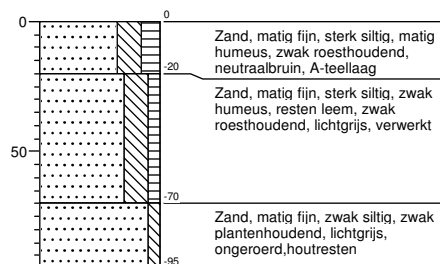 0
0
Zand, matig fijn, sterk siltig, matig
humeus, zwak roesthoudend,
neutraalbruin, A-teellaag
-20
Zand, matig fijn, sterk siltig, zwak
humeus, resten leem, zwak
roesthoudend, lichtgrijs, verwerkt
50
-70
Zand, matig fijn, zwak siltig, zwak
plantenhoudend, lichtgrijs,
ongeroerd,houtresten
-95